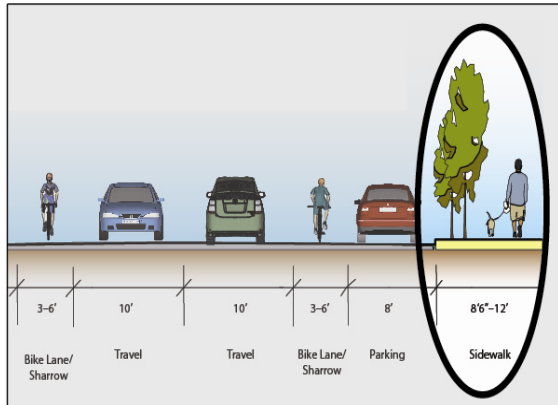 3–6'
10'
10'
3–6'
8'
8'6"–12'
Bike Lane/
Sharrow
Travel
Travel
Bike Lane/
Sharrow
Parking
Sidewalk